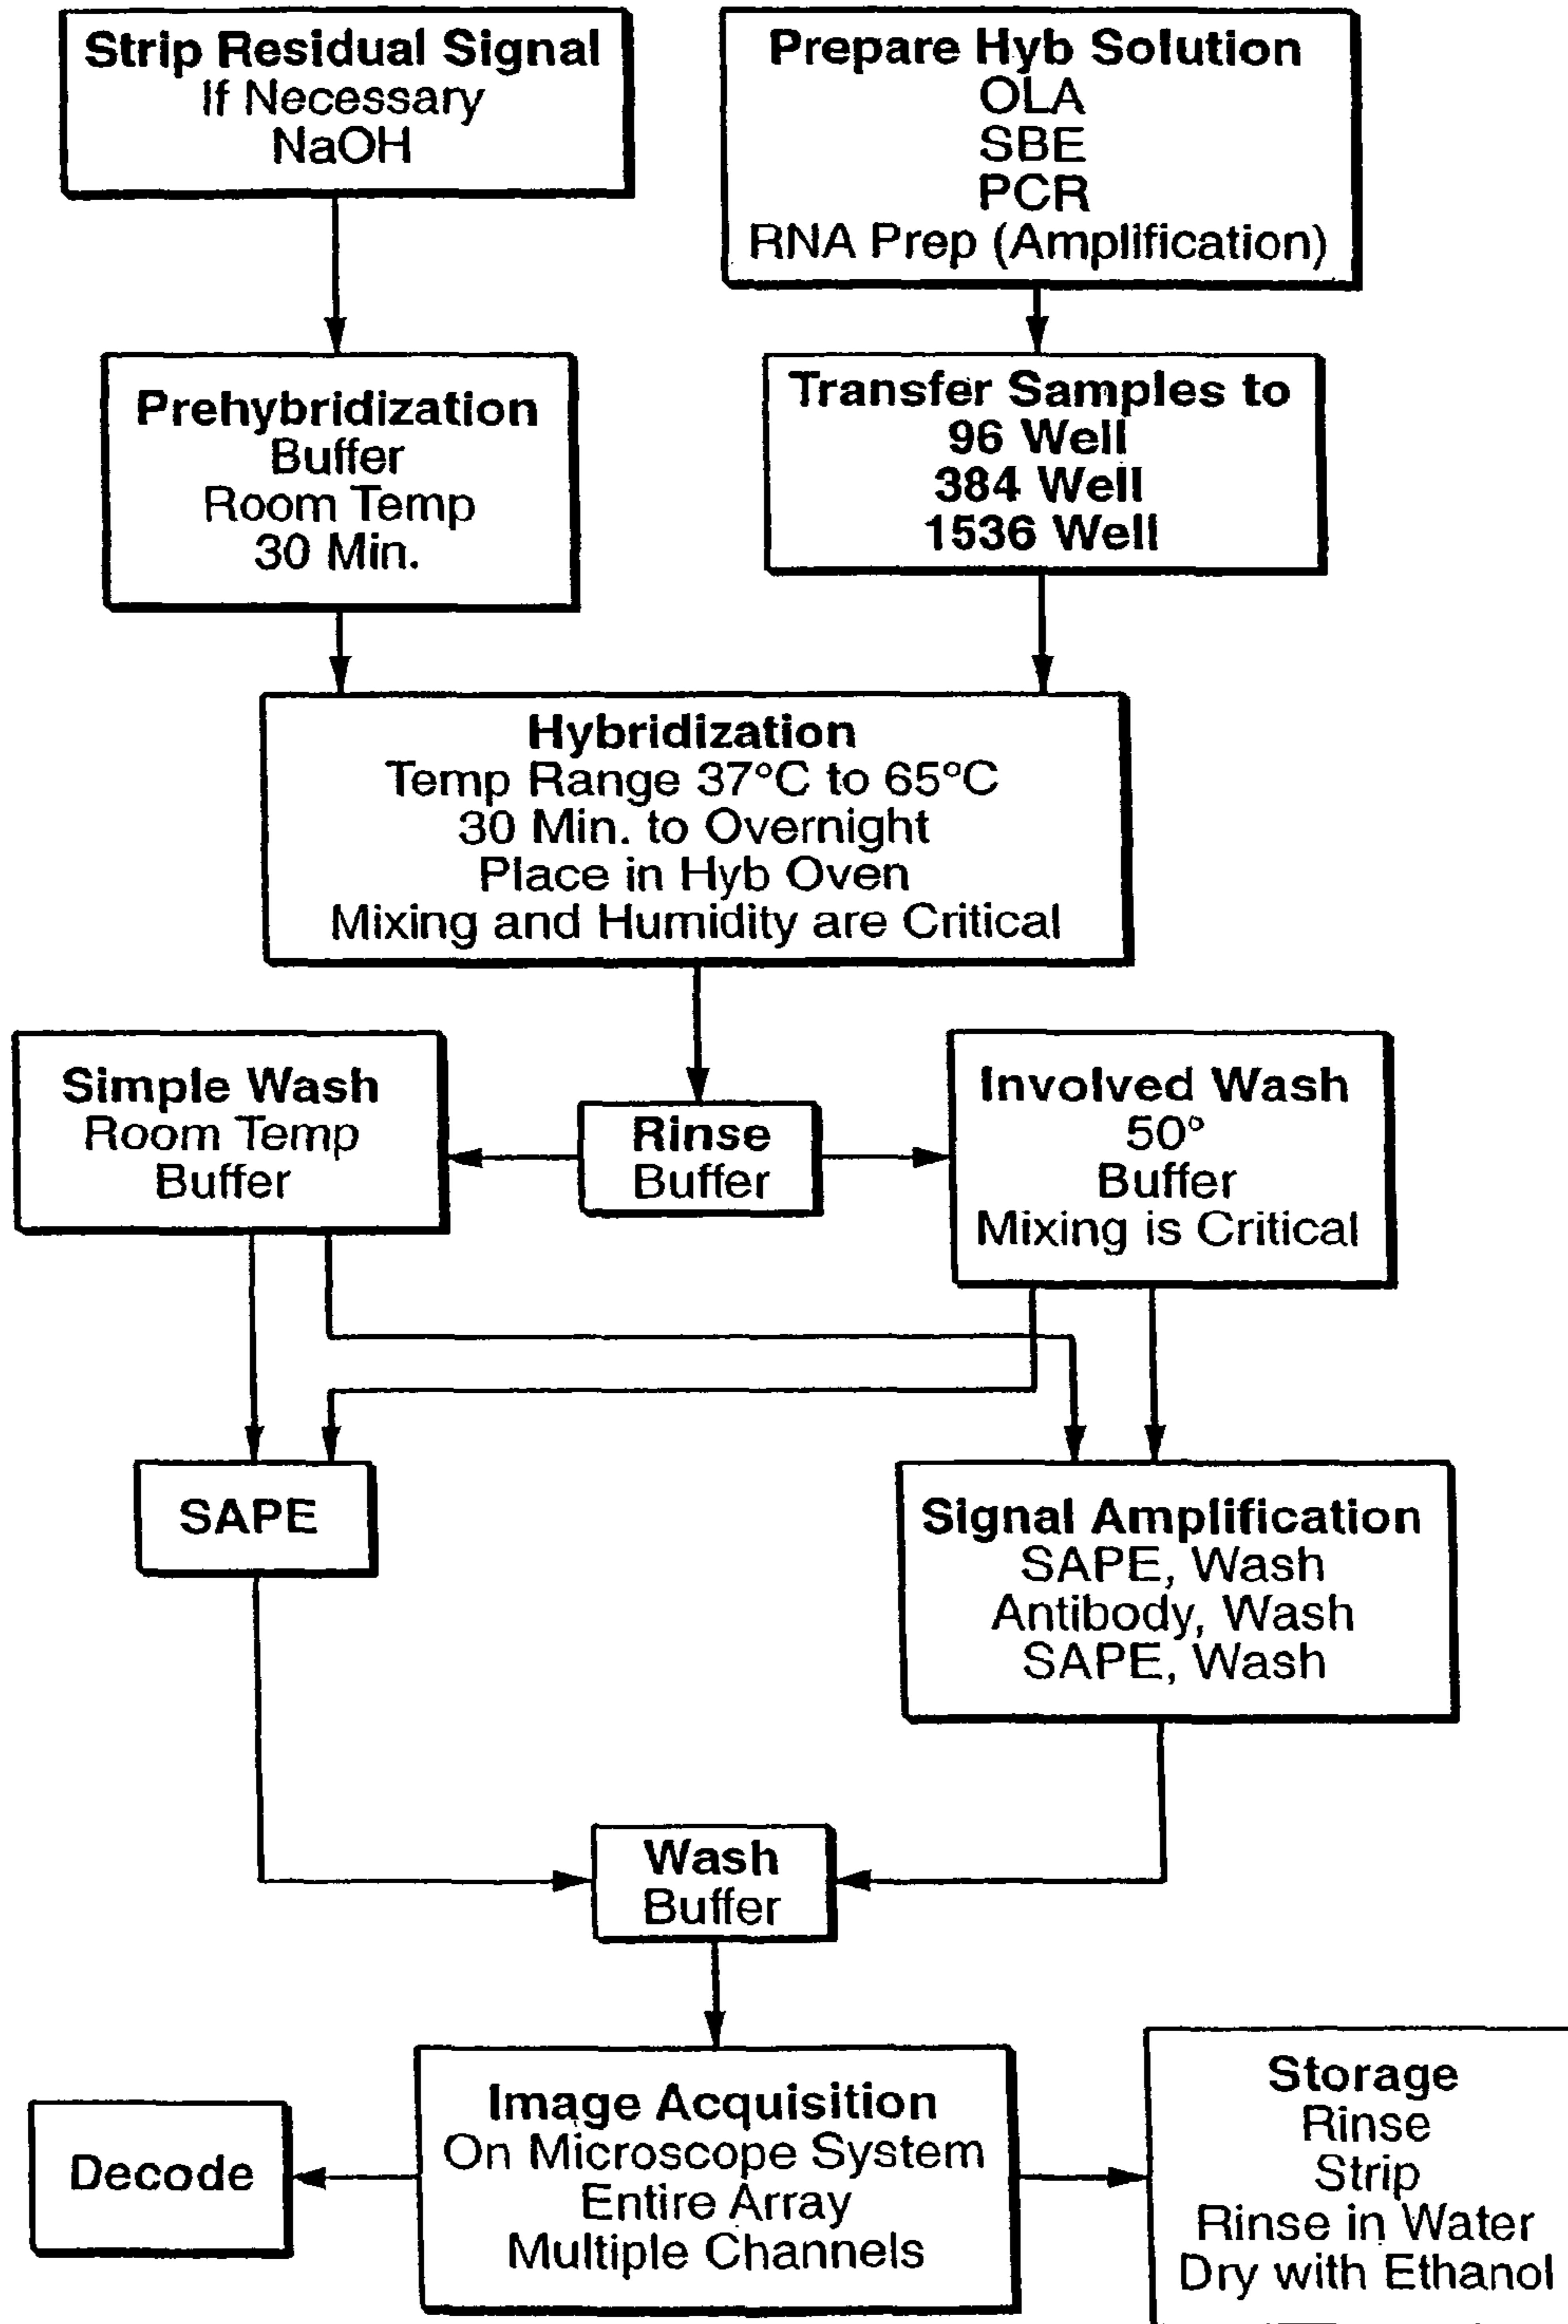 Strip Residual Signal
If Necessary
NaOH
Prepare Hyb Solution
OLA
SBE
PCR
RNA Prep (Amplification)
Prehybridization
Buffer
Room Temp
30 Min.
Transfer Samples to
96 Well
384 Well
1536 Well
Hybridization
Temp Range 37°C to 65°C
30 Min. to Overnight
Place in Hyb Oven
Mixing and Humidity are Critical
Simple Wash
Room Temp
Buffer
Rinse
Buffer
Involved Wash
50°
Buffer
Mixing is Critical
SAPE
Signal Amplification
SAPE, Wash
Antibody, Wash
SAPE, Wash
Wash
Buffer
Decode
Image Acquisition
On Microscope System
Entire Array
Multiple Channels
Storage
Rinse
Strip
Rinse in Water
Dry with Ethanol